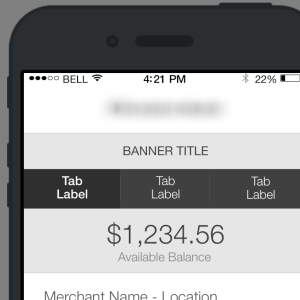 BELL 4:21 PM 22%
BANNER TITLE
Tab Label Tab Label Tab Label
$1,234.56
Available Balance
Merchant Name - Location